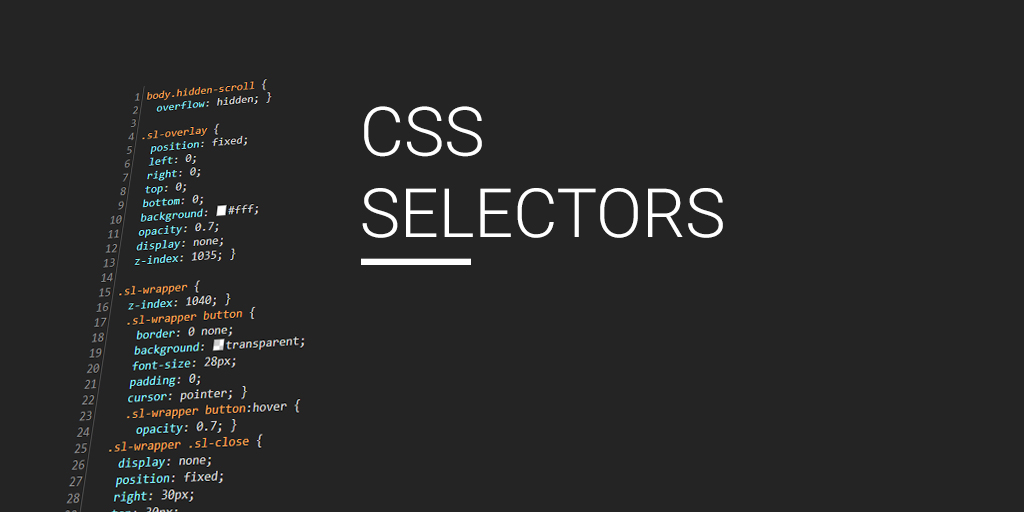 1 body.hidden-scroll {
2 overflow: hidden; }
3
4 .sl-overlay {
5 position: fixed;
6 left: 0;
7 right: 0;
8 top: 0;
9 bottom: 0;
10 background: #fff;
11 opacity: 0.7;
12 display: none;
13 z-index: 1035; }
14
15 .sl-wrapper {
16 z-index: 1040; }
17 .sl-wrapper button {
18 border: 0 none;
19 background: transparent;
20 font-size: 28px;
21 padding: 0;
22 cursor: pointer; }
23 .sl-wrapper button:hover {
24 opacity: 0.7; }
25 .sl-wrapper .sl-close {
26 display: none;
27 position: fixed;
28 right: 30px;
CSS
SELECTORS